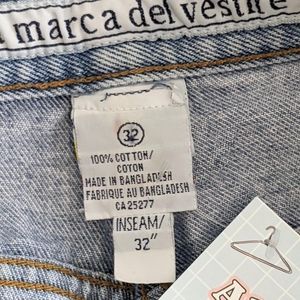 marca del vestire
32
100% COTTON/
COTON
MADE IN BANGLADESH
FABRIQUE AU BANGLADESH
CA 25277
INSEAM/
32"